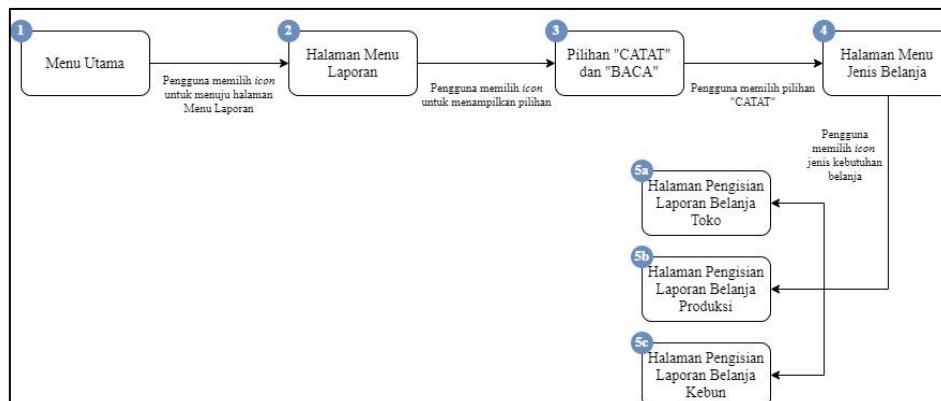 1
Menu Utama
Pengguna memilih icon
untuk menuju halaman
Menu Laporan
2
Halaman Menu
Laporan
Pengguna memilih icon
untuk menampilkan pilihan
3
Pilihan "CATAT"
dan "BACA"
Pengguna memilih pilihan
"CATAT"
4
Halaman Menu
Jenis Belanja
Pengguna
memilih icon
jenis kebutuhan
belanja
5a
Halaman Pengisian
Laporan Belanja
Toko
5b
Halaman Pengisian
Laporan Belanja
Produksi
5c
Halaman Pengisian
Laporan Belanja
Kebun